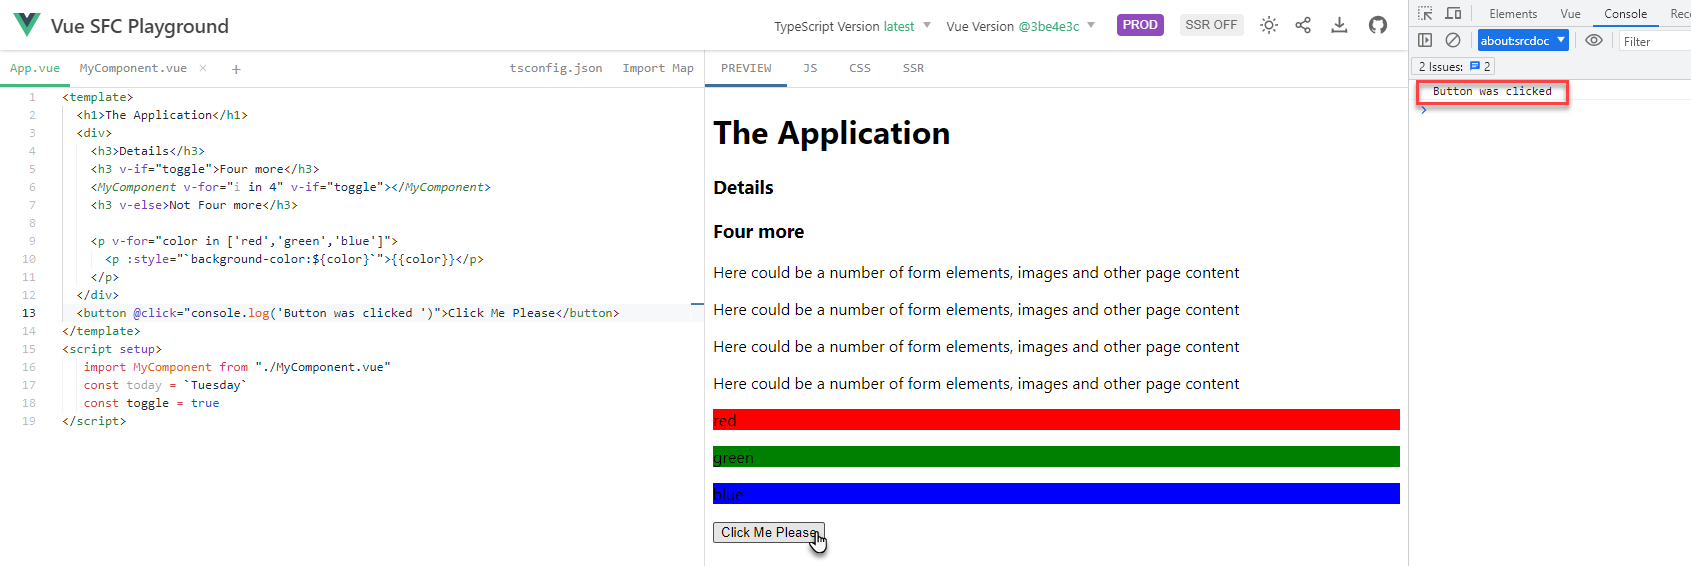 Vue SFC Playground
TypeScript Version latest
Vue Version @3be4e3c
PROD
SSR OFF
App.vue
MyComponent.vue × +
tsconfig.json
Import Map
1 <template>
2 <h1>The Application</h1>
3 <div>
4 <h3>Details</h3>
5 <h3 v-if="toggle">Four more</h3>
6 <MyComponent v-for="i in 4" v-if="toggle"></MyComponent>
7 <h3 v-else>Not Four more</h3>
8
9 <p v-for="color in ['red','green','blue']">
10 <p :style="`background-color:${color}`">{{color}}</p>
11 </p>
12 </div>
13 <button @click="console.log('Button was clicked ')">Click Me Please</button>
14 </template>
15 <script setup>
16 import MyComponent from "./MyComponent.vue"
17 const today = `Tuesday`
18 const toggle = true
19 </script>
PREVIEW
JS
CSS
SSR
The Application
Details
Four more
Here could be a number of form elements, images and other page content
Here could be a number of form elements, images and other page content
Here could be a number of form elements, images and other page content
Here could be a number of form elements, images and other page content
red
green
blue
Click Me Please
Elements
Vue
Console
Rec
about:srcdoc
Filter
2 Issues: 2
Button was clicked
>